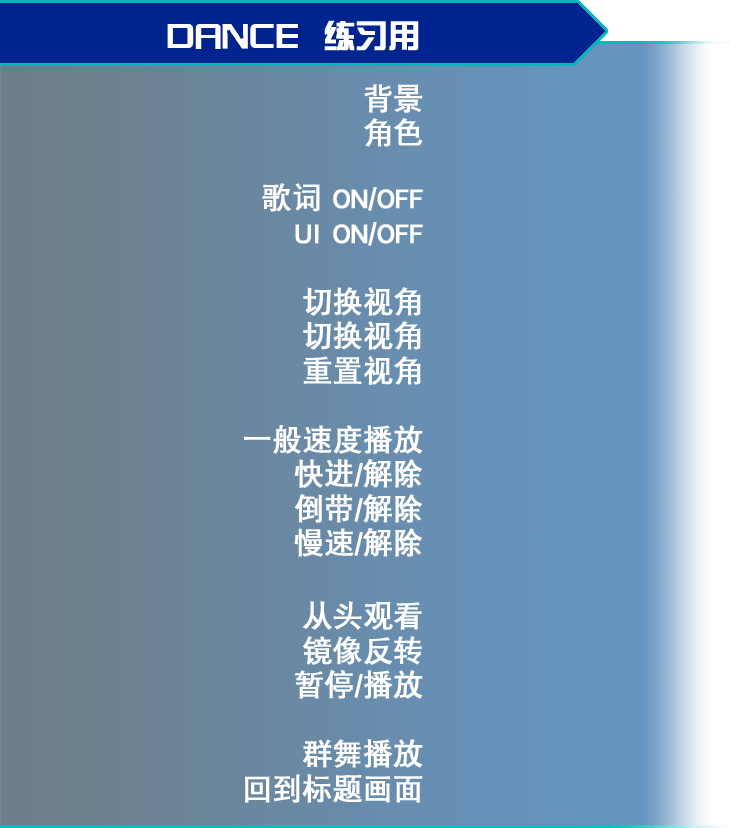 DANCE 练习用
背景
角色
歌词 ON/OFF
UI ON/OFF
切换视角
切换视角
重置视角
一般速度播放
快进/解除
倒带/解除
慢速/解除
从头观看
镜像反转
暂停/播放
群舞播放
回到标题画面